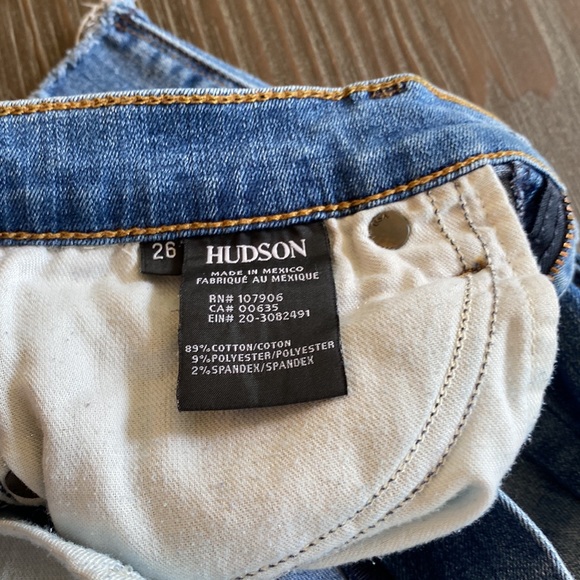 26
HUDSON
MADE IN MEXICO
FABRIQUÉ AU MEXIQUE
RN# 107906
CA# 00635
EIN# 20-3082491
89% COTTON/COTON
9% POLYESTER/POLYESTER
2% SPANDEX/SPANDEX